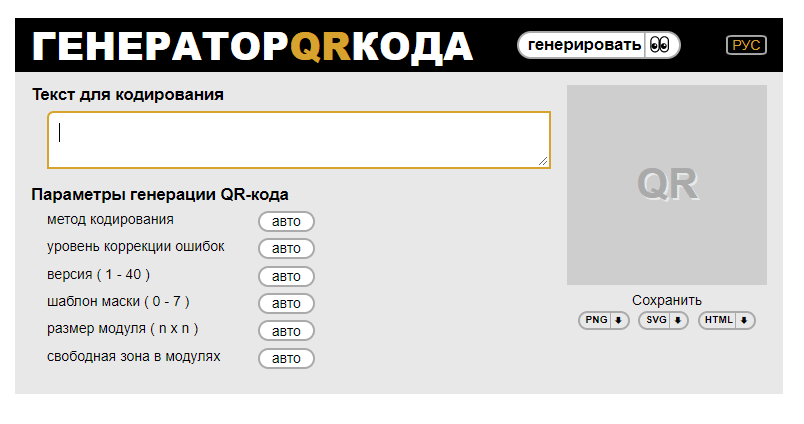 ГЕНЕРАТОРQRКОДА
генерировать
РУС
Текст для кодирования
QR
Параметры генерации QR-кода
метод кодирования авто
уровень коррекции ошибок авто
версия ( 1 - 40 ) авто
шаблон маски ( 0 - 7 ) авто
размер модуля ( n x n ) авто
свободная зона в модулях авто
Сохранить
PNG SVG HTML